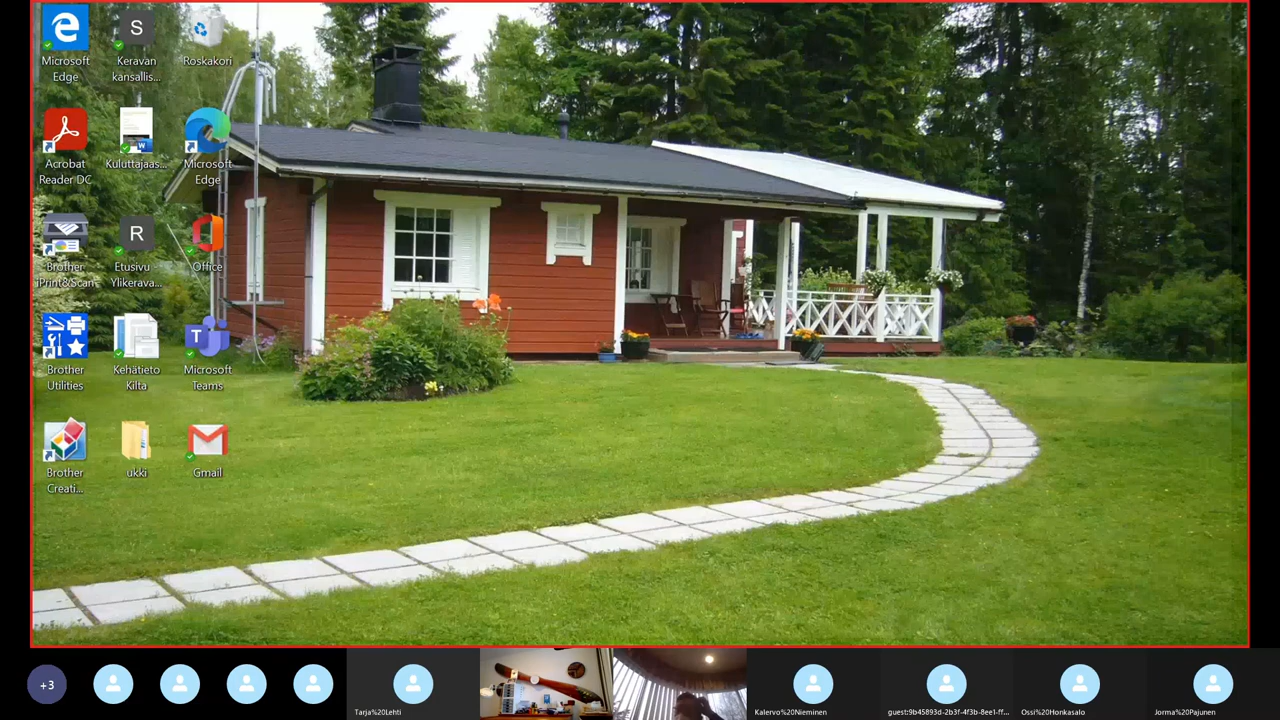 Microsoft
Edge
S
Keravan
kansallis...
Roskakori
Acrobat
Reader DC
W
Kuluttajaas...
Microsoft
Edge
Brother
iPrint&Scan
R
Etusivu
Ylikerava...
Office
Brother
Utilities
Kehätieto
Kilta
T
Microsoft
Teams
Brother
Creati...
ukki
Gmail
+3
Tarja%20Lehti
Kalervo%20Nieminen
guest:9b45893d-2b3f-4f3b-8ee1-ff...
Ossi%20Honkasalo
Jorma%20Pajunen